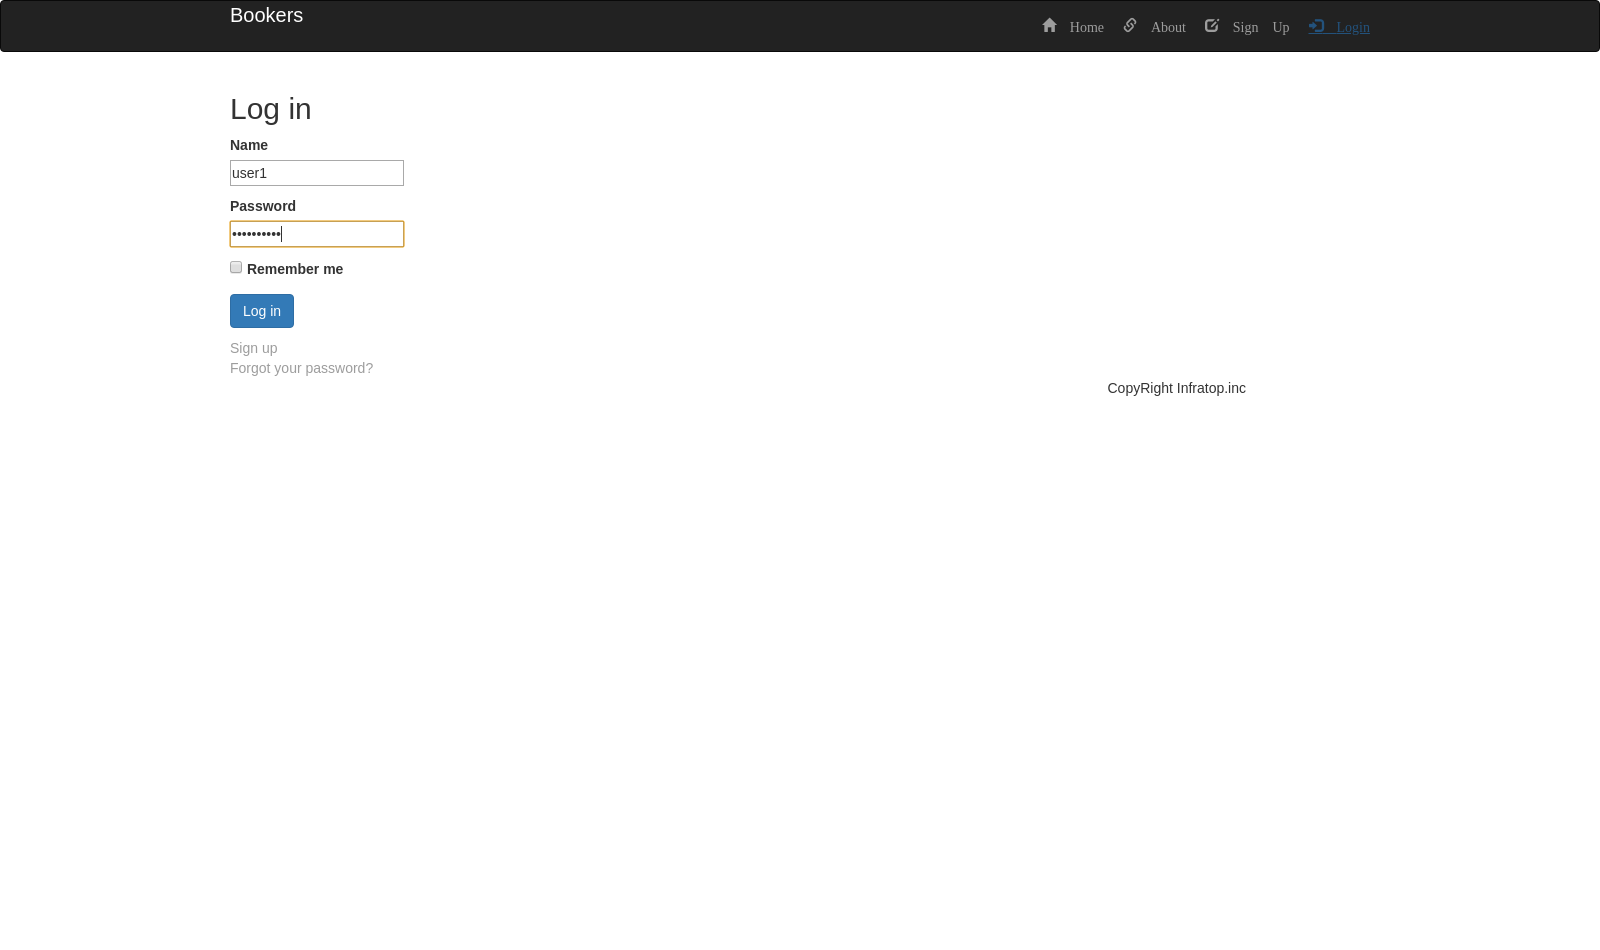 Bookers
Home About Sign Up Login
Log in
Name
user1
Password
••••••••••
Remember me
Log in
Sign up
Forgot your password?
CopyRight Infratop.inc